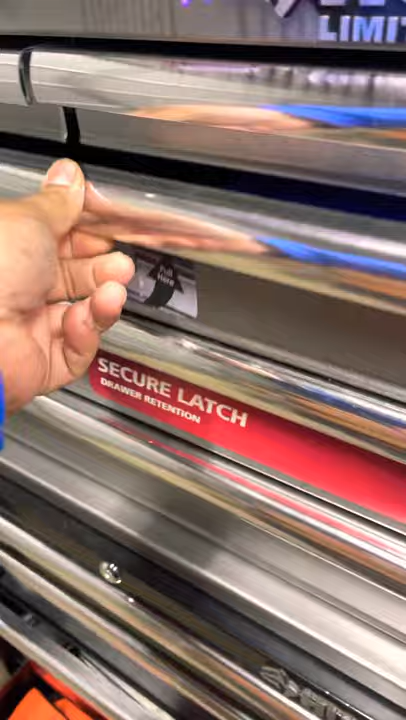 LIMIT
Pull
Here
SECURE LATCH
DRAWER RETENTION